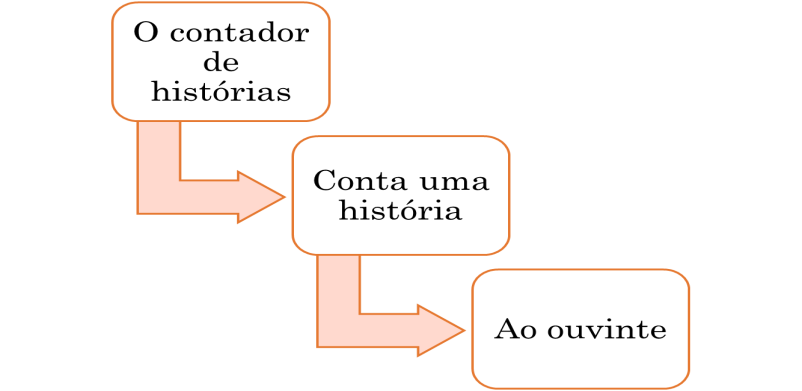 O contador
de
histórias
Conta uma
história
Ao ouvinte